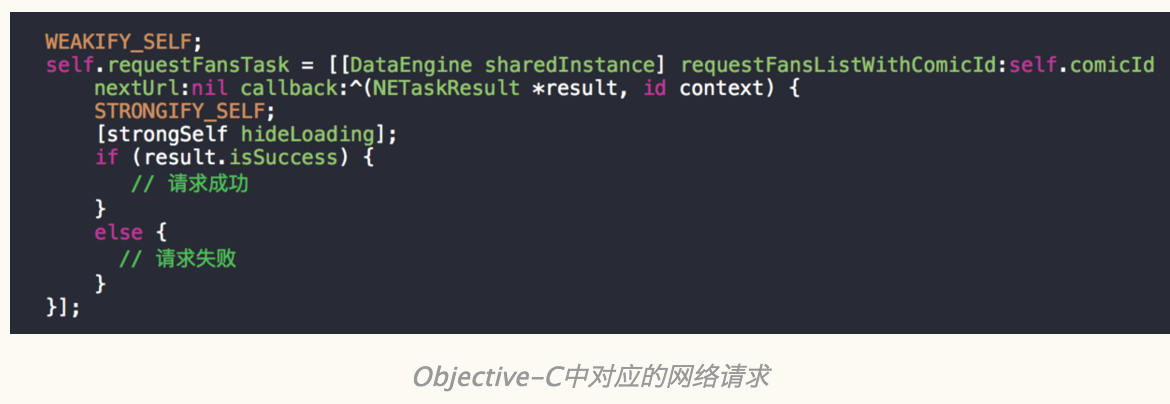 WEAKIFY_SELF;
self.requestFansTask = [[DataEngine sharedInstance] requestFansListWithComicId:self.comicId
nextUrl:nil callback:^(NETaskResult *result, id context) {
STRONGIFY_SELF;
[strongSelf hideLoading];
if (result.isSuccess) {
// 请求成功
}
else {
// 请求失败
}
}];
Objective-C中对应的网络请求